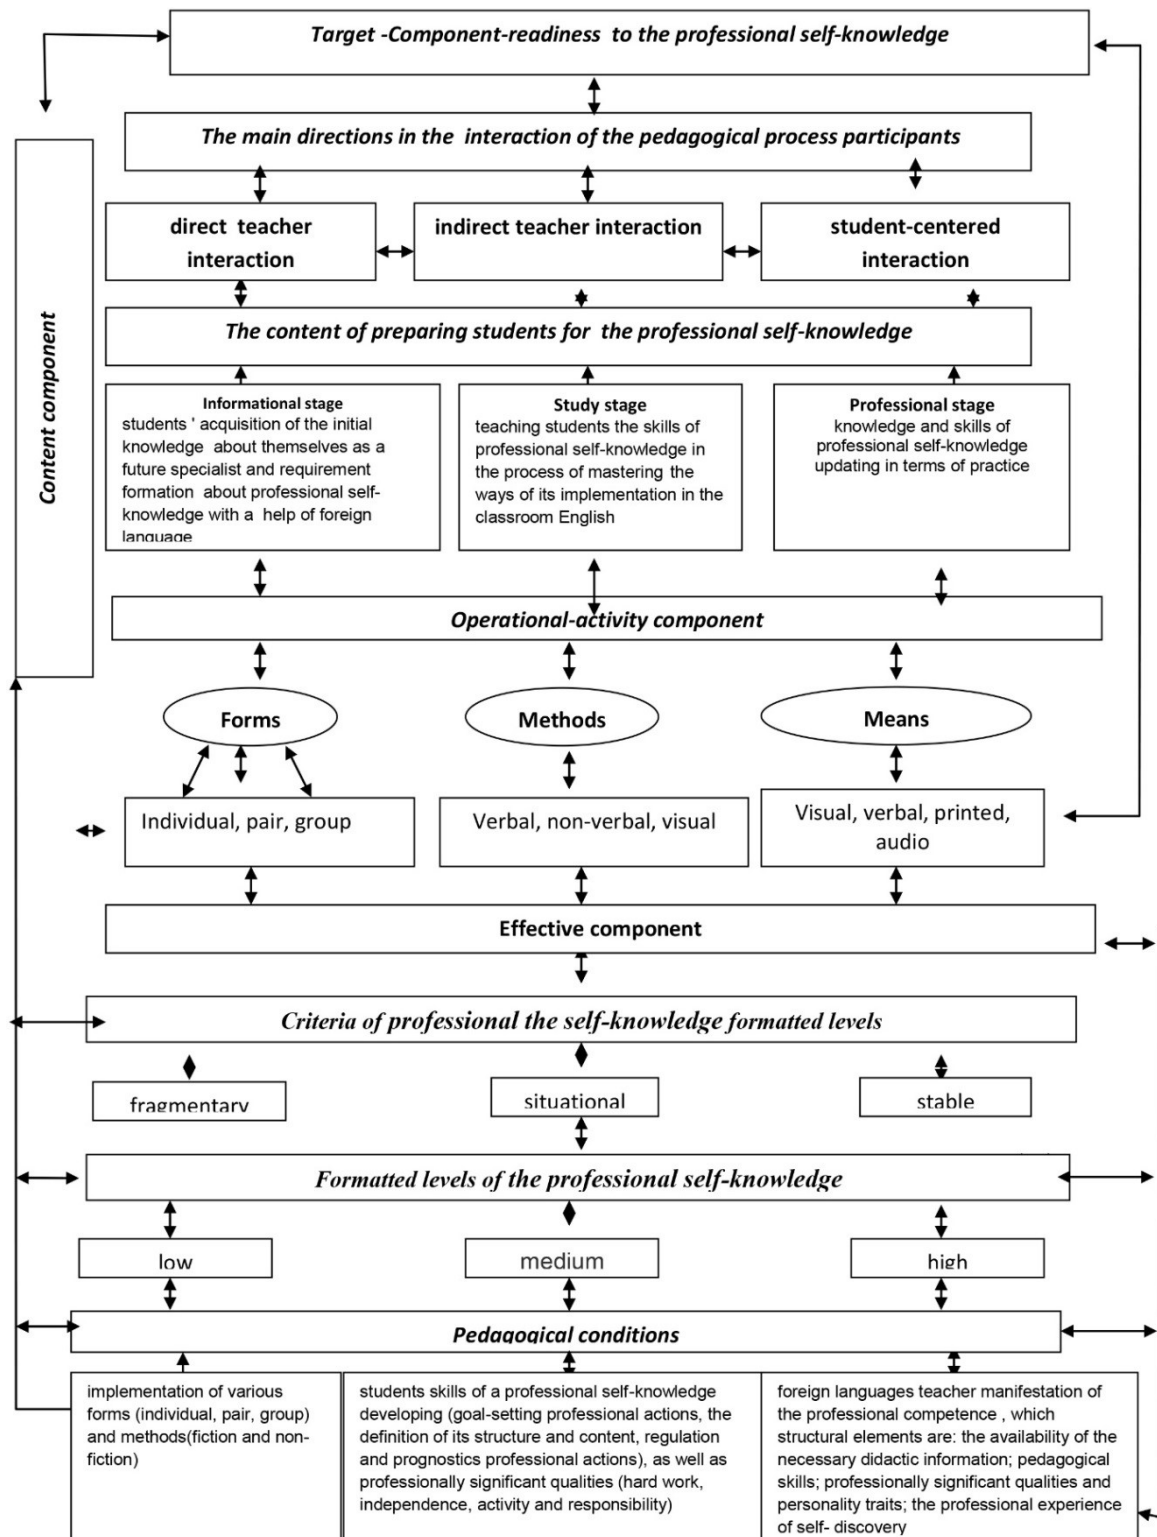 Target -Component-readiness to the professional self-knowledge
The main directions in the interaction of the pedagogical process participants
direct teacher
interaction
indirect teacher interaction
student-centered
interaction
The content of preparing students for the professional self-knowledge
Content component
Informational stage
students ' acquisition of the initial
knowledge about themselves as a
future specialist and requirement
formation about professional self-
knowledge with a help of foreign
language
Study stage
teaching students the skills of
professional self-knowledge in
the process of mastering the
ways of its implementation in the
classroom English
Professional stage
knowledge and skills of
professional self-knowledge
updating in terms of practice
Operational-activity component
Forms
Methods
Means
Individual, pair, group
Verbal, non-verbal, visual
Visual, verbal, printed,
audio
Effective component
Criteria of professional the self-knowledge formatted levels
fragmentary
situational
stable
Formatted levels of the professional self-knowledge
low
medium
high
Pedagogical conditions
implementation of various
forms (individual, pair, group)
and methods(fiction and non-
fiction)
students skills of a professional self-knowledge
developing (goal-setting professional actions, the
definition of its structure and content, regulation
and prognostics professional actions), as well as
professionally significant qualities (hard work,
independence, activity and responsibility)
foreign languages teacher manifestation of
the professional competence , which
structural elements are: the availability of the
necessary didactic information; pedagogical
skills; professionally significant qualities and
personality traits; the professional experience
of self- discovery